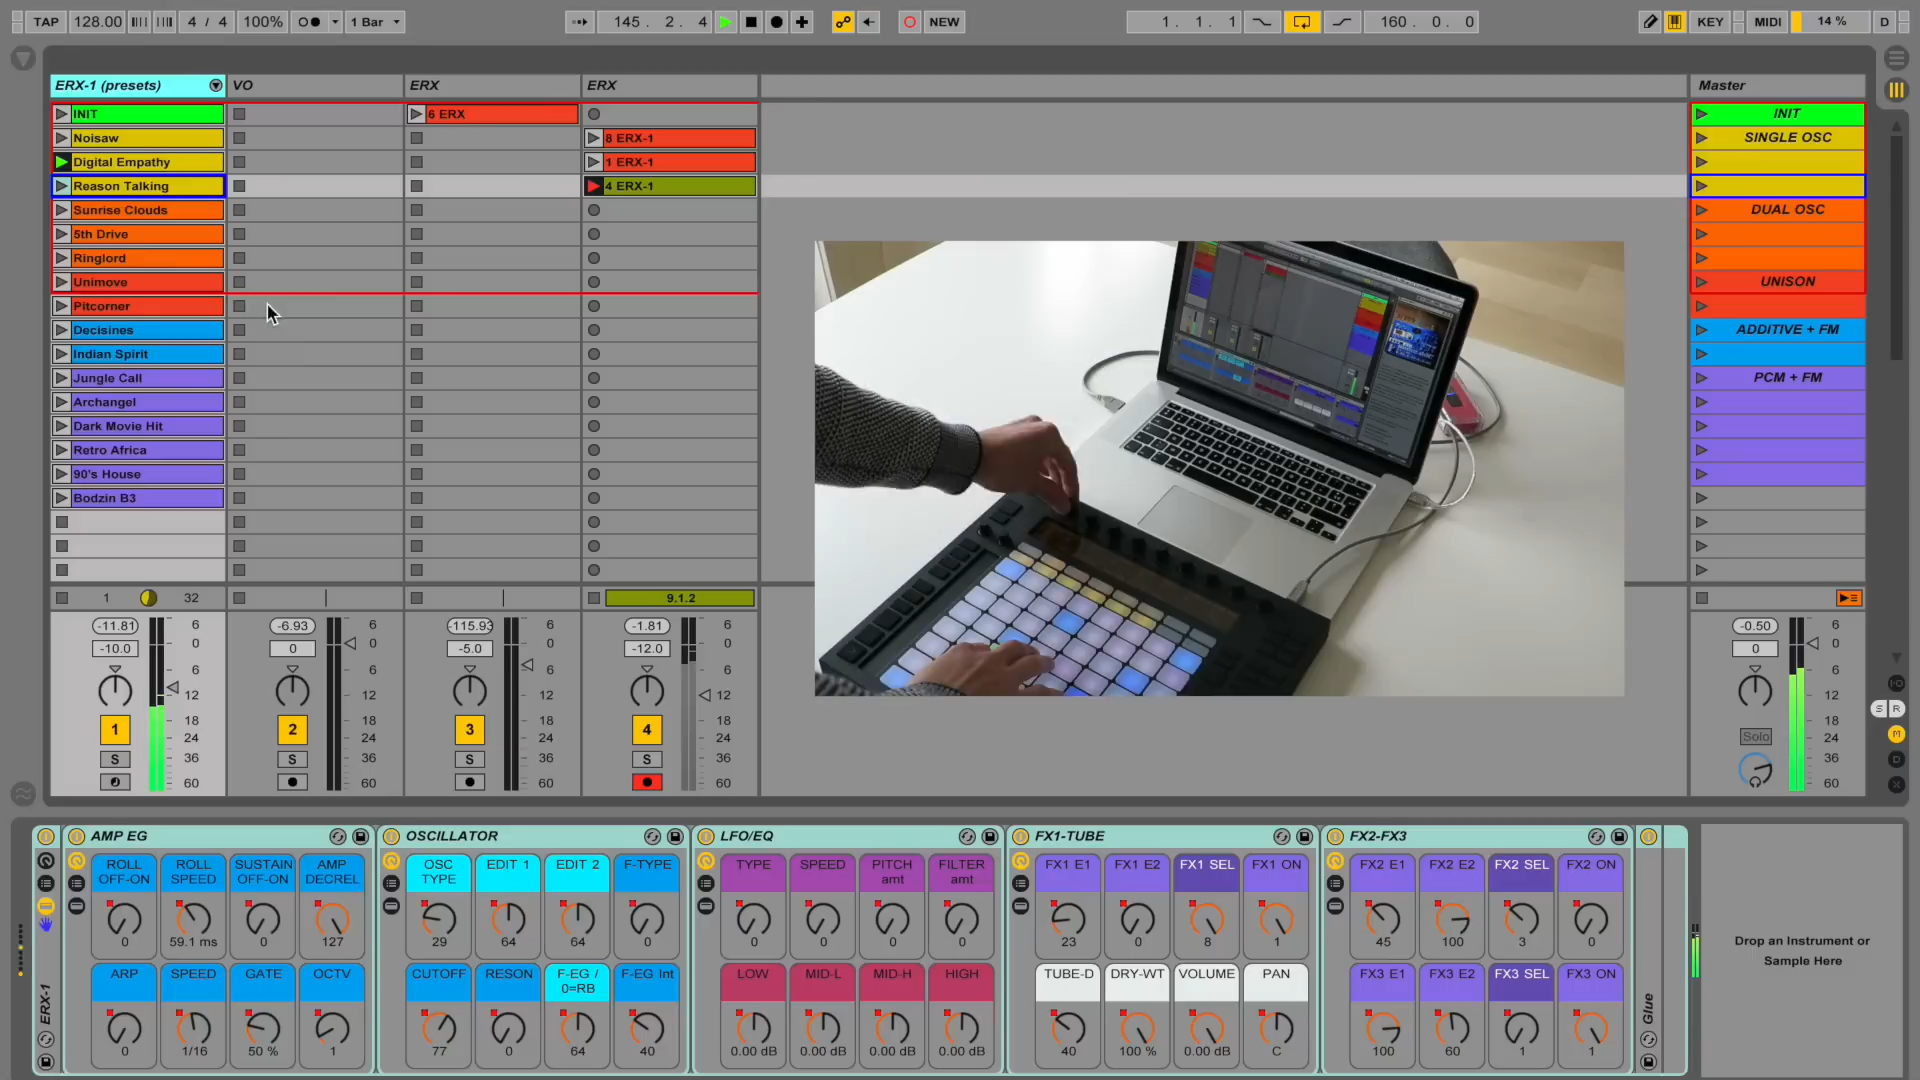 TAP 128.00 4 / 4 100% 1 Bar 145 . 2 . 4 NEW 1 . 1 . 1 160 . 0 . 0 KEY MIDI 14 % D
ERX-1 (presets) VO ERX ERX Master
INIT 6 ERX INIT
Noisaw 8 ERX-1 SINGLE OSC
Digital Empathy 1 ERX-1
Reason Talking 4 ERX-1
Sunrise Clouds DUAL OSC
5th Drive
Ringlord
Unimove UNISON
Pitcorner
Decisines ADDITIVE + FM
Indian Spirit
Jungle Call PCM + FM
Archangel
Dark Movie Hit
Retro Africa
90's House
Bodzin B3
1 32 9.1.2
-11.81 6 -6.93 6 -115.93 6 -1.81 6 -0.50 6
-10.0 0 0 0 -5.0 0 -12.0 0 0 0
6 6 6 6 6
12 12 12 12 12
18 18 18 18 18
1 24 2 24 3 24 4 24 Solo 24
S 36 S 36 S 36 S 36 36
60 60 60 60 60
I·O
S R
M
D
X
AMP EG OSCILLATOR LFO/EQ FX1-TUBE FX2-FX3
ROLL OFF-ON ROLL SPEED SUSTAIN OFF-ON AMP DECREL OSC TYPE EDIT 1 EDIT 2 F-TYPE TYPE SPEED PITCH amt FILTER amt FX1 E1 FX1 E2 FX1 SEL FX1 ON FX2 E1 FX2 E2 FX2 SEL FX2 ON
0 59.1 ms 0 127 29 64 64 0 0 0 0 0 23 0 8 1 45 100 3 0
ARP SPEED GATE OCTV CUTOFF RESON F-EG / 0=RB F-EG Int LOW MID-L MID-H HIGH TUBE-D DRY-WT VOLUME PAN FX3 E1 FX3 E2 FX3 SEL FX3 ON
0 1/16 50 % 1 77 0 64 40 0.00 dB 0.00 dB 0.00 dB 0.00 dB 40 100 % 0.00 dB C 100 60 1 1
ERX-1
Glue
Drop an Instrument or
Sample Here